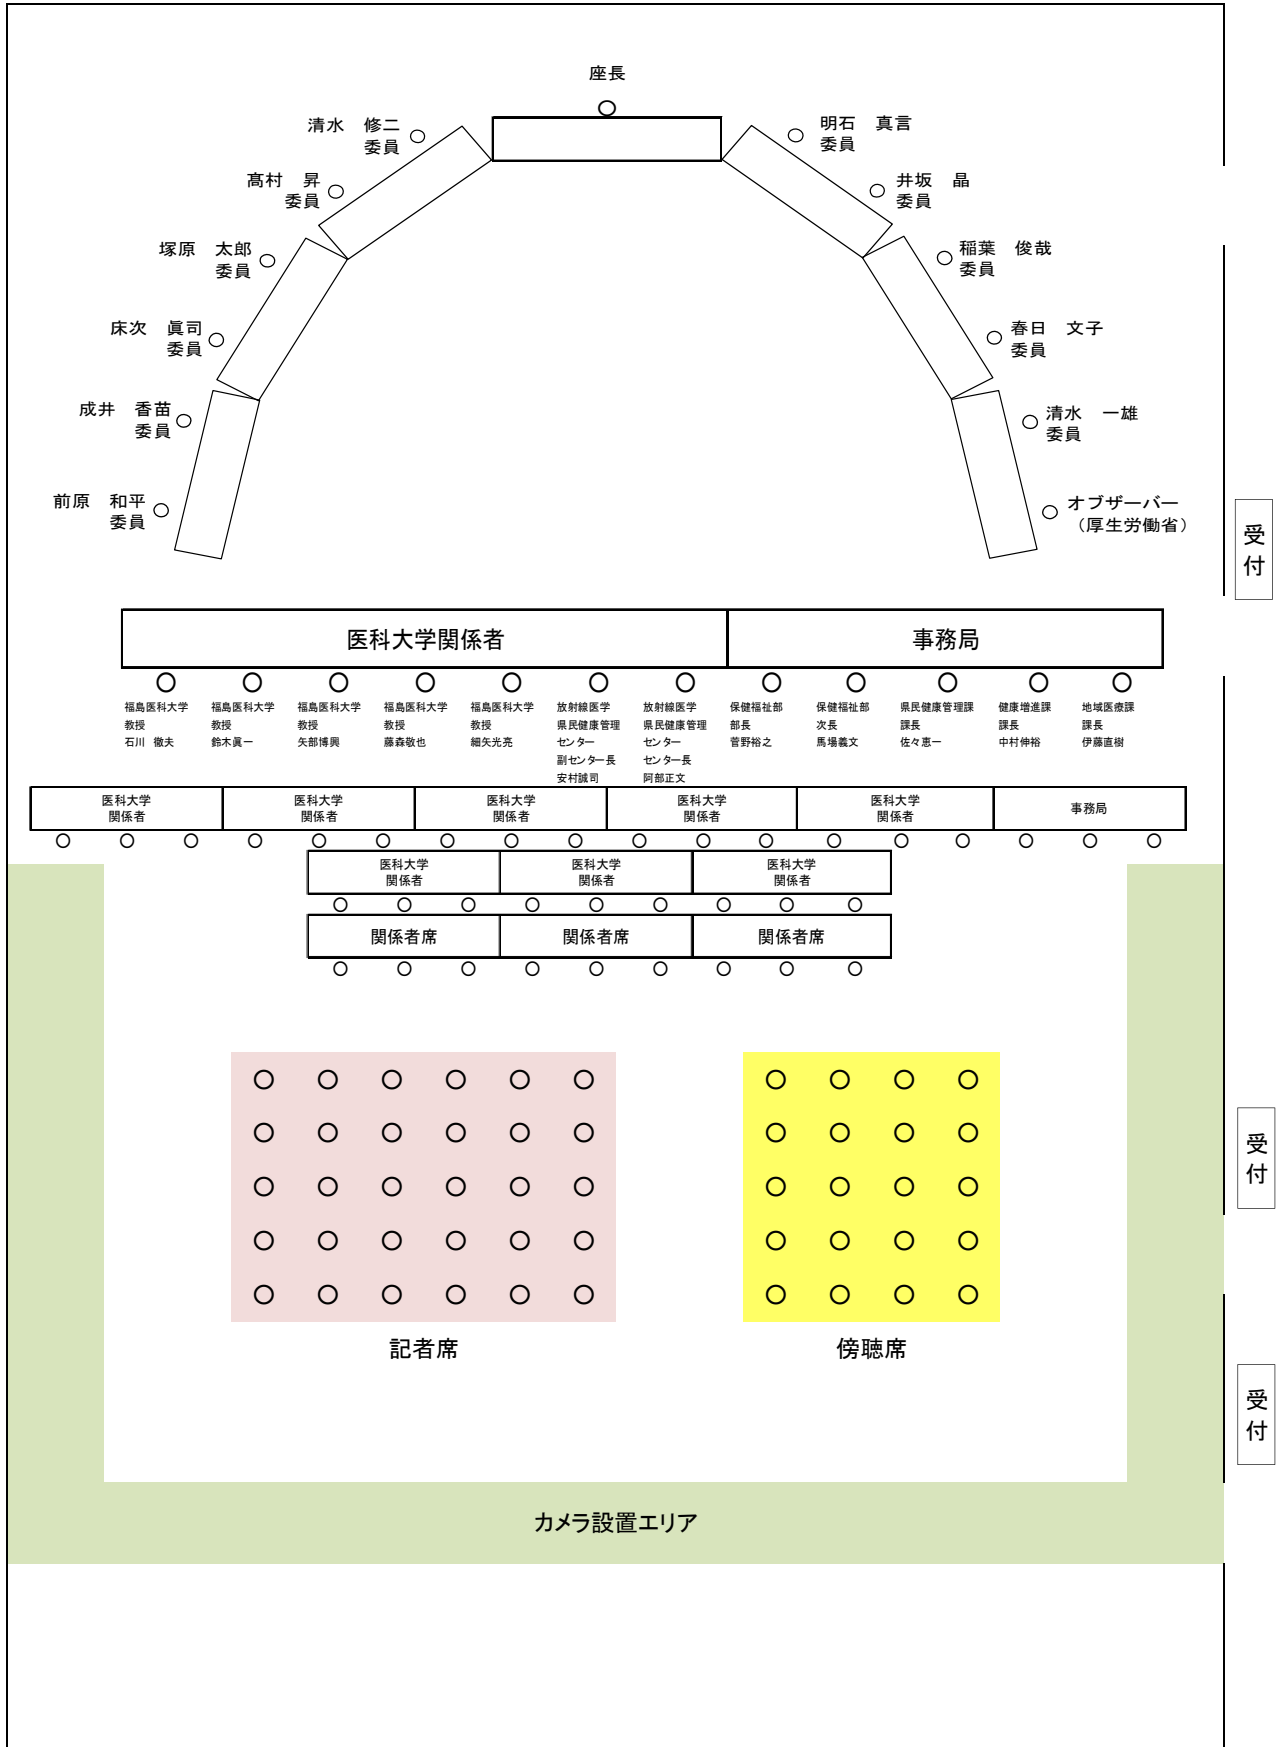 座長
清水　修二
委員
髙村　昇
委員
塚原　太郎
委員
床次　眞司
委員
成井　香苗
委員
前原　和平
委員
明石　真言
委員
井坂　晶
委員
稲葉　俊哉
委員
春日　文子
委員
清水　一雄
委員
オブザーバー
（厚生労働省）
受付
医科大学関係者
事務局
福島医科大学
教授
石川　徹夫
福島医科大学
教授
鈴木眞一
福島医科大学
教授
矢部博興
福島医科大学
教授
藤森敬也
福島医科大学
教授
細矢光亮
放射線医学
県民健康管理
センター
副センター長
安村誠司
放射線医学
県民健康管理
センター
センター長
阿部正文
保健福祉部
部長
菅野裕之
保健福祉部
次長
馬場義文
県民健康管理課
課長
佐々恵一
健康増進課
課長
中村伸裕
地域医療課
課長
伊藤直樹
医科大学
関係者
医科大学
関係者
医科大学
関係者
医科大学
関係者
医科大学
関係者
事務局
医科大学
関係者
医科大学
関係者
医科大学
関係者
関係者席
関係者席
関係者席
受付
記者席
傍聴席
受付
カメラ設置エリア